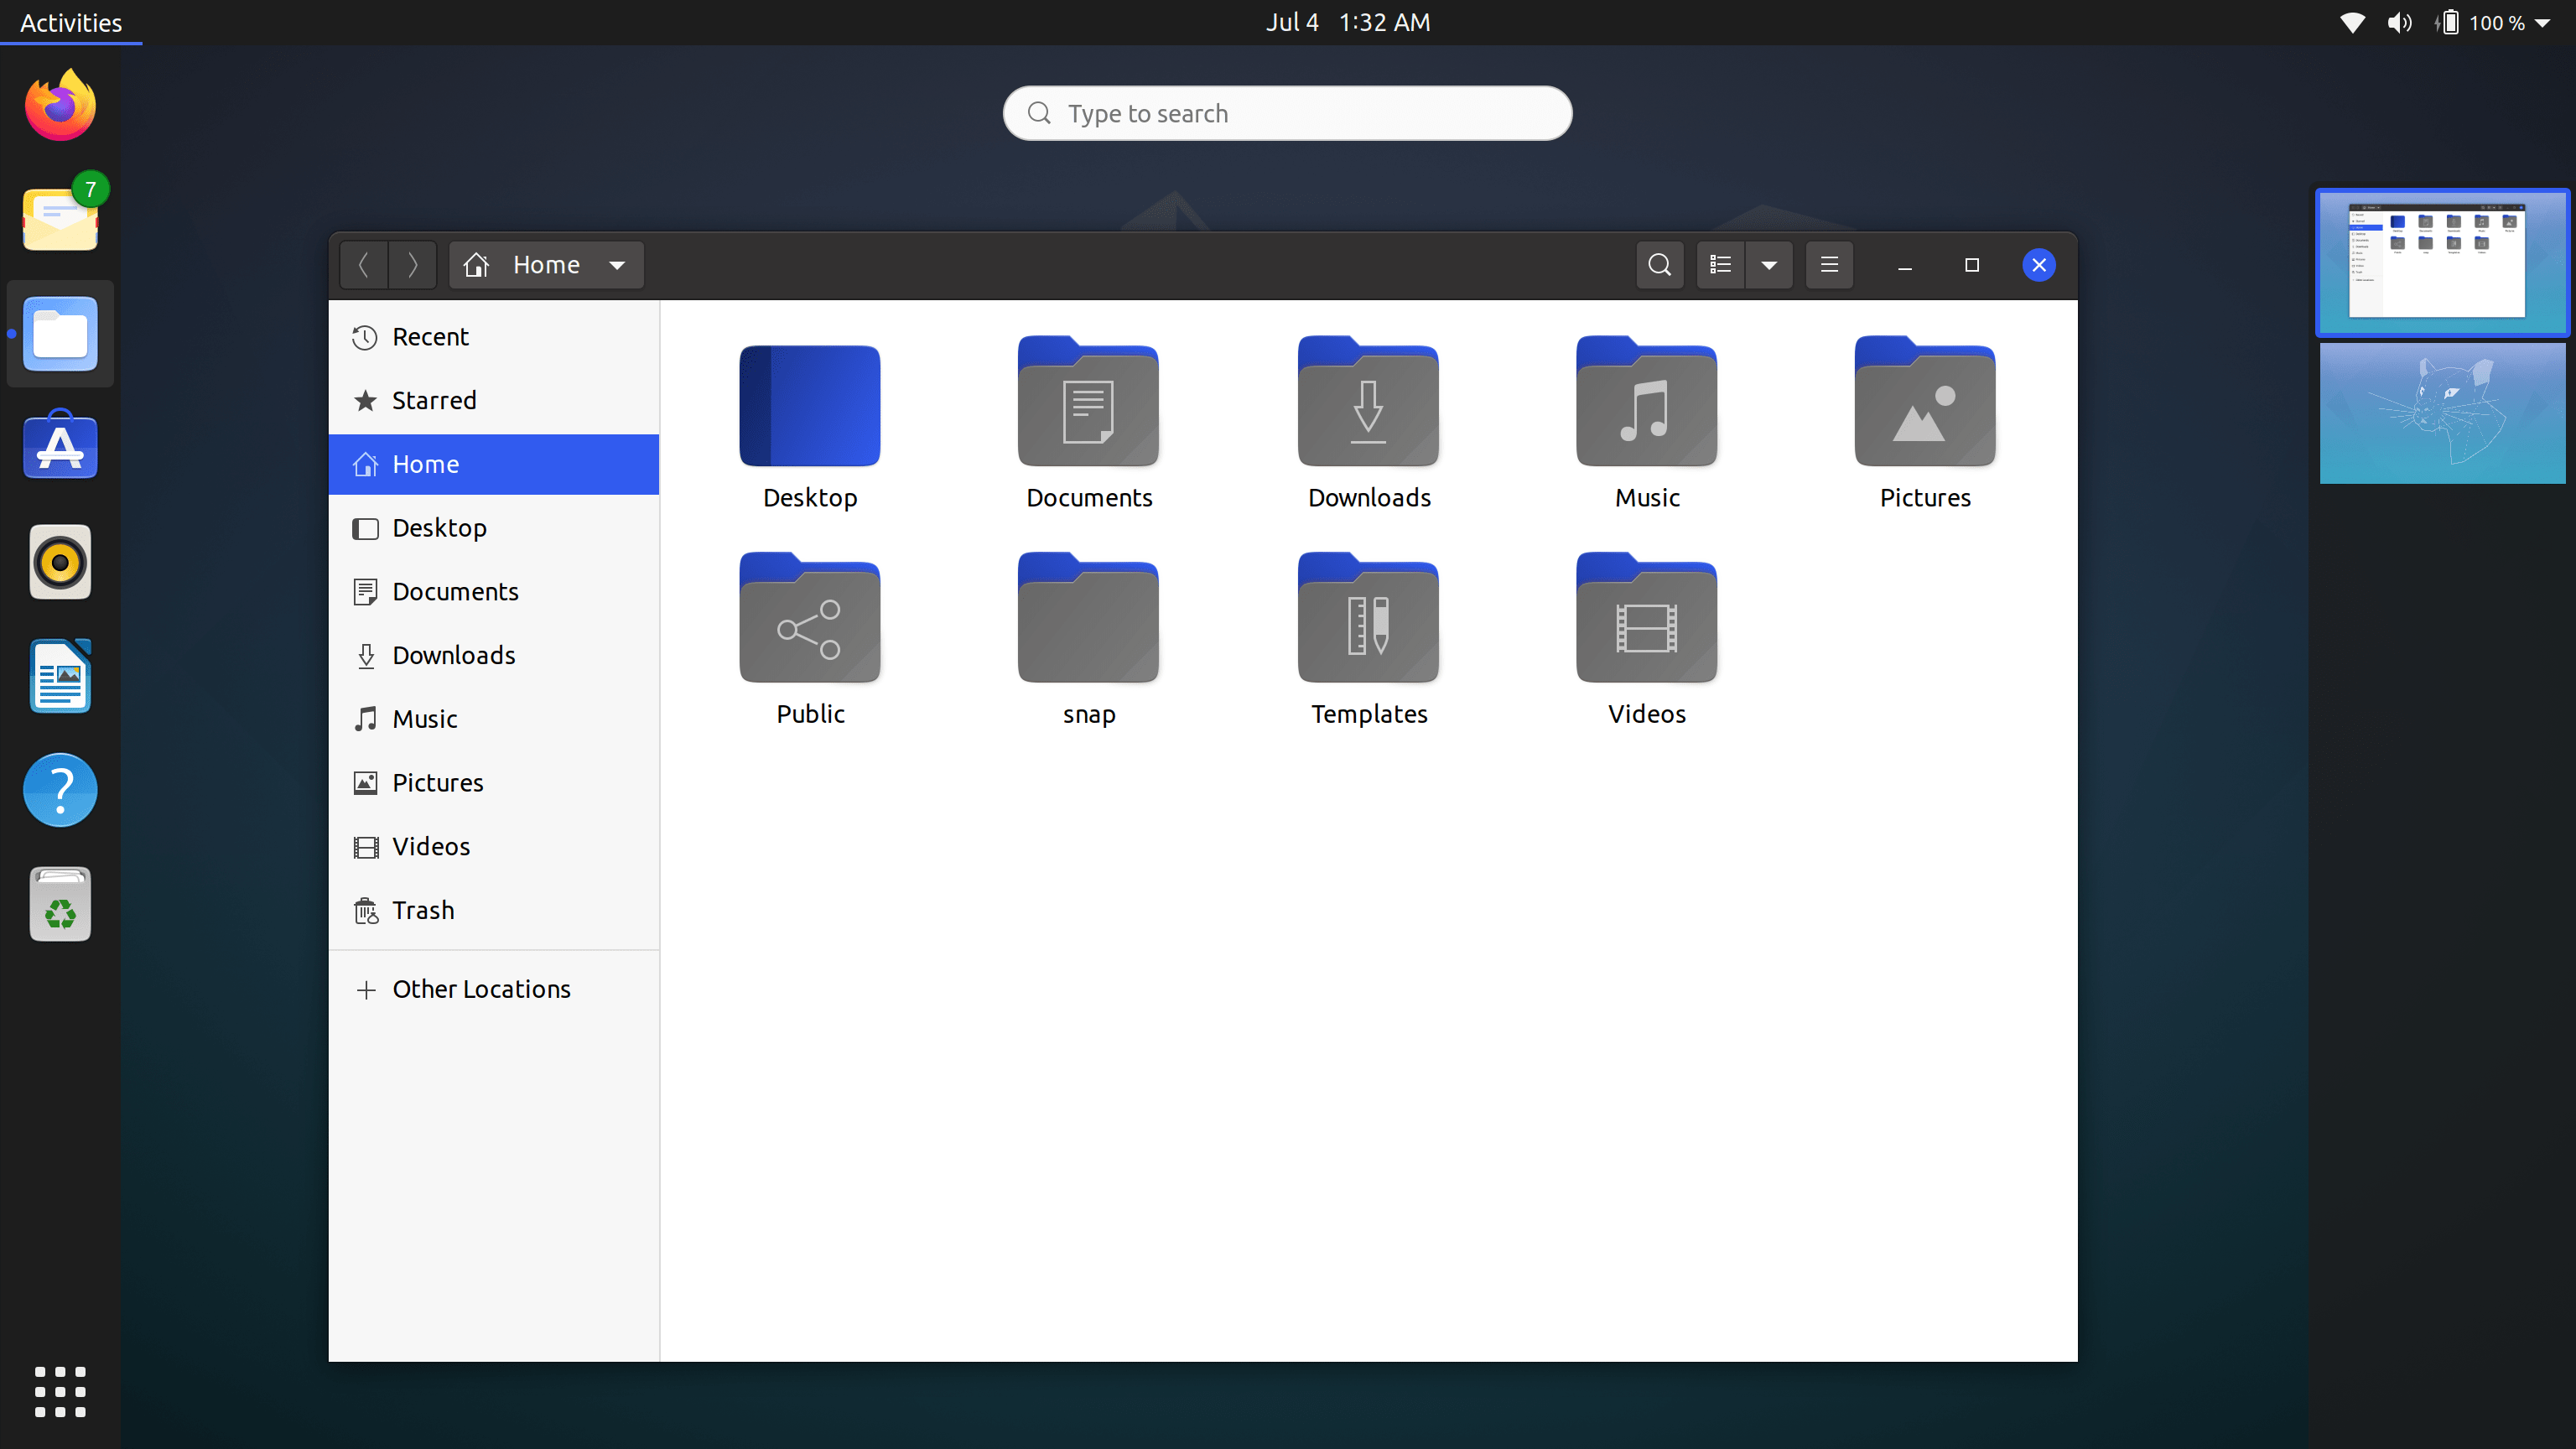 Activities
Jul 4 1:32 AM
100 %
Type to search
7
Home
Recent
Starred
Home
Desktop
Documents
Downloads
Music
Pictures
Videos
Trash
Other Locations
Desktop
Documents
Downloads
Music
Pictures
Public
snap
Templates
Videos